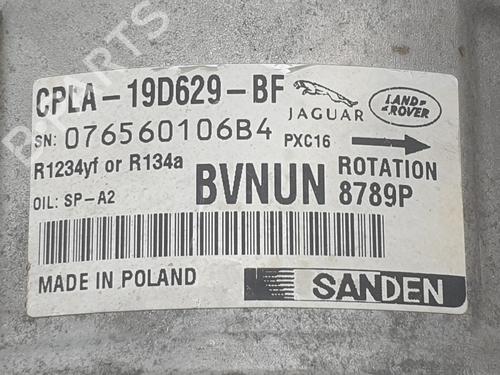 CPLA-19D629-BF
JAGUAR
LAND ROVER
SN: 076560106B4
PXC16
R1234yf or R134a
BVNUN
ROTATION
8789P
OIL: SP-A2
MADE IN POLAND
SANDEN